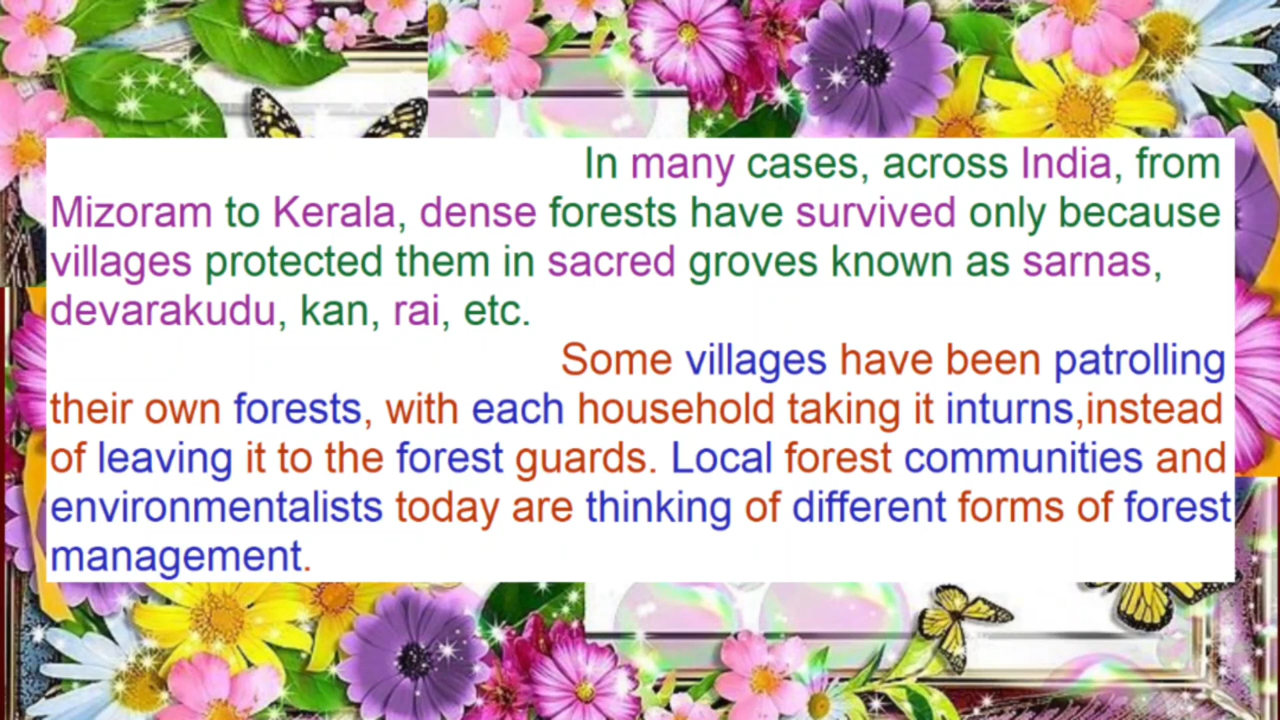 In many cases, across India, from
Mizoram to Kerala, dense forests have survived only because
villages protected them in sacred groves known as sarnas,
devarakudu, kan, rai, etc.
Some villages have been patrolling
their own forests, with each household taking it inturns,instead
of leaving it to the forest guards. Local forest communities and
environmentalists today are thinking of different forms of forest
management.